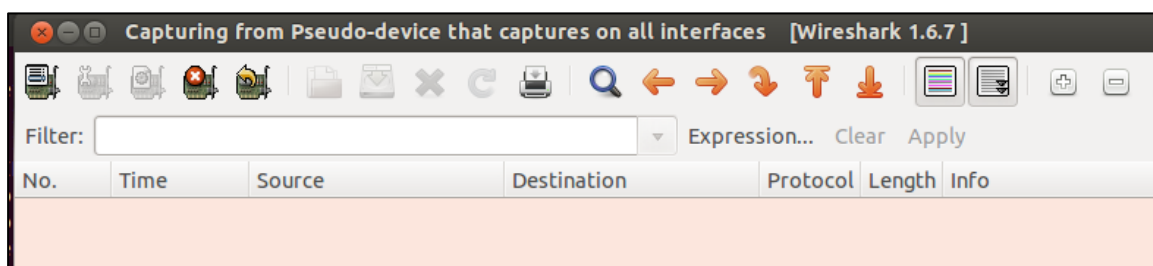 Capturing from Pseudo-device that captures on all interfaces [Wireshark 1.6.7 ]
Filter: Expression... Clear Apply
No. Time Source Destination Protocol Length Info